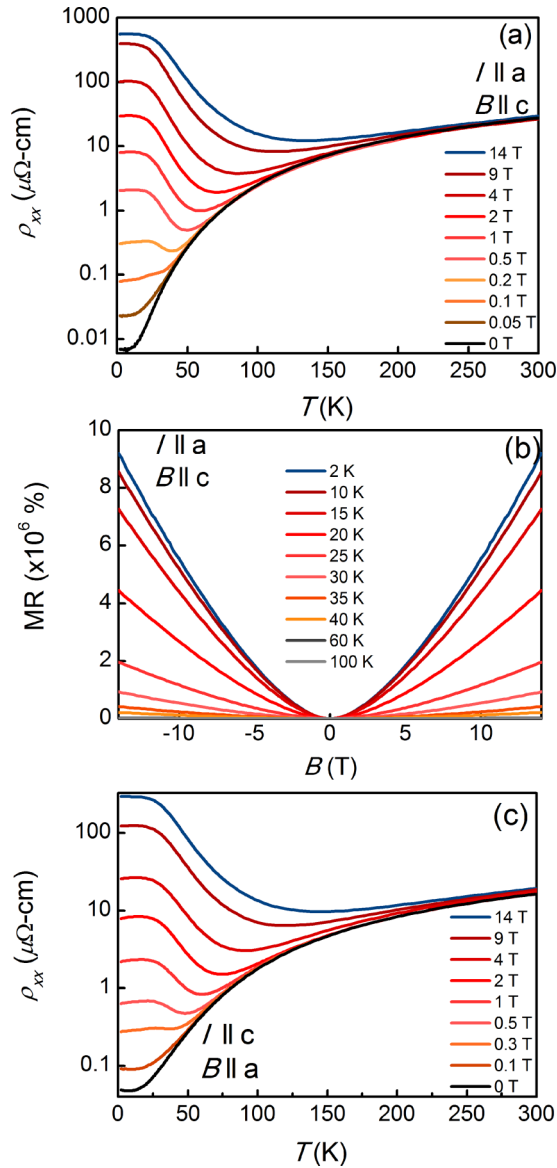 (a)
I || a
B || c
1000
100
10
1
0.1
0.01
ρxx (μΩ-cm)
14 T
9 T
4 T
2 T
1 T
0.5 T
0.2 T
0.1 T
0.05 T
0 T
0 50 100 150 200 250 300
T (K)
(b)
I || a
B || c
10
8
6
4
2
0
MR (x10⁶ %)
2 K
10 K
15 K
20 K
25 K
30 K
35 K
40 K
60 K
100 K
-10 -5 0 5 10
B (T)
(c)
100
10
1
0.1
ρxx (μΩ-cm)
14 T
9 T
4 T
2 T
1 T
0.5 T
0.3 T
0.1 T
0 T
I || c
B || a
0 50 100 150 200 250 300
T (K)